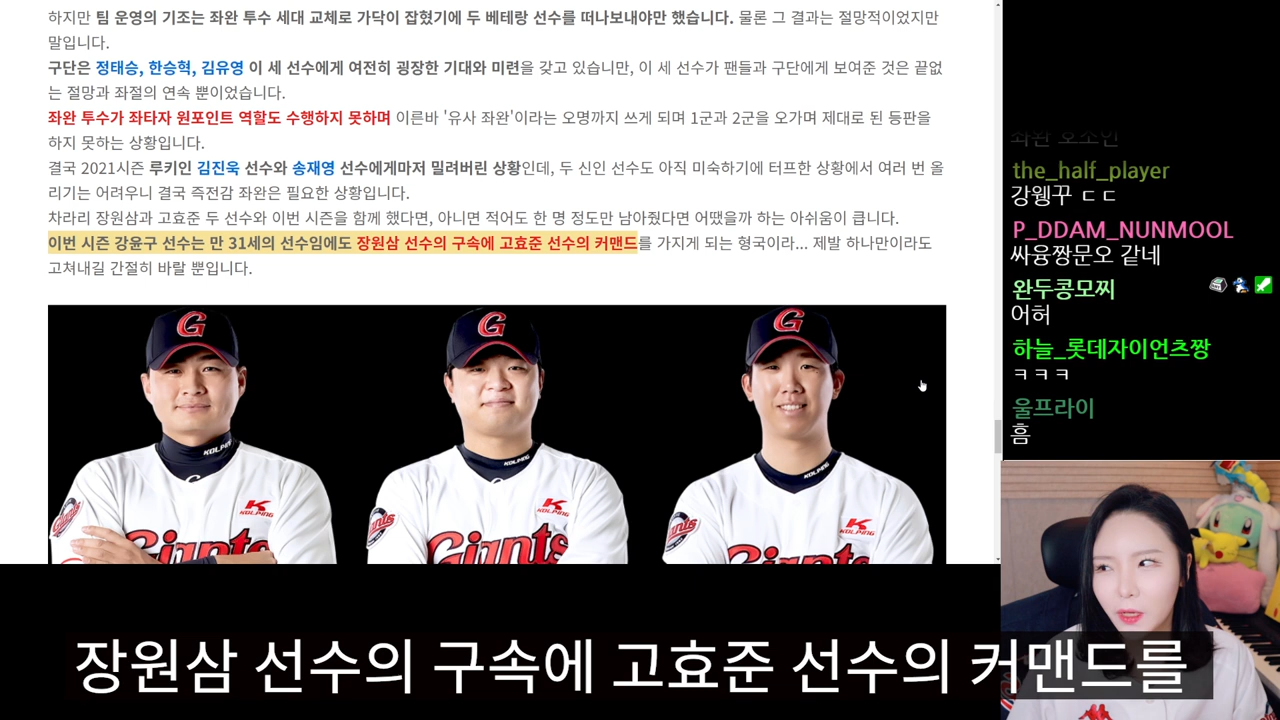 하지만 팀 운영의 기조는 좌완 투수 세대 교체로 가닥이 잡혔기에 두 베테랑 선수를 떠나보내야만 했습니다. 물론 그 결과는 절망적이었지만
말입니다.
구단은 정태승, 한승혁, 김유영 이 세 선수에게 여전히 굉장한 기대와 미련을 갖고 있습니만, 이 세 선수가 팬들과 구단에게 보여준 것은 끝없
는 절망과 좌절의 연속 뿐이었습니다.
좌완 투수가 좌타자 원포인트 역할도 수행하지 못하며 이른바 '유사 좌완'이라는 오명까지 쓰게 되며 1군과 2군을 오가며 제대로 된 등판을
하지 못하는 상황입니다.
결국 2021시즌 루키인 김진욱 선수와 송재영 선수에게마저 밀려버린 상황인데, 두 신인 선수도 아직 미숙하기에 터프한 상황에서 여러 번 올
리기는 어려우니 결국 즉전감 좌완은 필요한 상황입니다.
차라리 장원삼과 고효준 두 선수와 이번 시즌을 함께 했다면, 아니면 적어도 한 명 정도만 남아줬다면 어땠을까 하는 아쉬움이 큽니다.
이번 시즌 강윤구 선수는 만 31세의 선수임에도 장원삼 선수의 구속에 고효준 선수의 커맨드를 가지게 되는 형국이라... 제발 하나만이라도
고쳐내길 간절히 바랄 뿐입니다.
G
G
G
KOLPING
KOLPING
KOLPING
K
KOLPING
K
KOLPING
K
KOLPING
Giants
Giants
Giants
Giants
Giants
Giants
좌완 호소인
the_half_player
강웽꾸 ㄷㄷ
P_DDAM_NUNMOOL
싸융짱문오 같네
완두콩모찌
어허
하늘_롯데자이언츠짱
ㅋㅋㅋ
울프라이
흠
장원삼 선수의 구속에 고효준 선수의 커맨드를